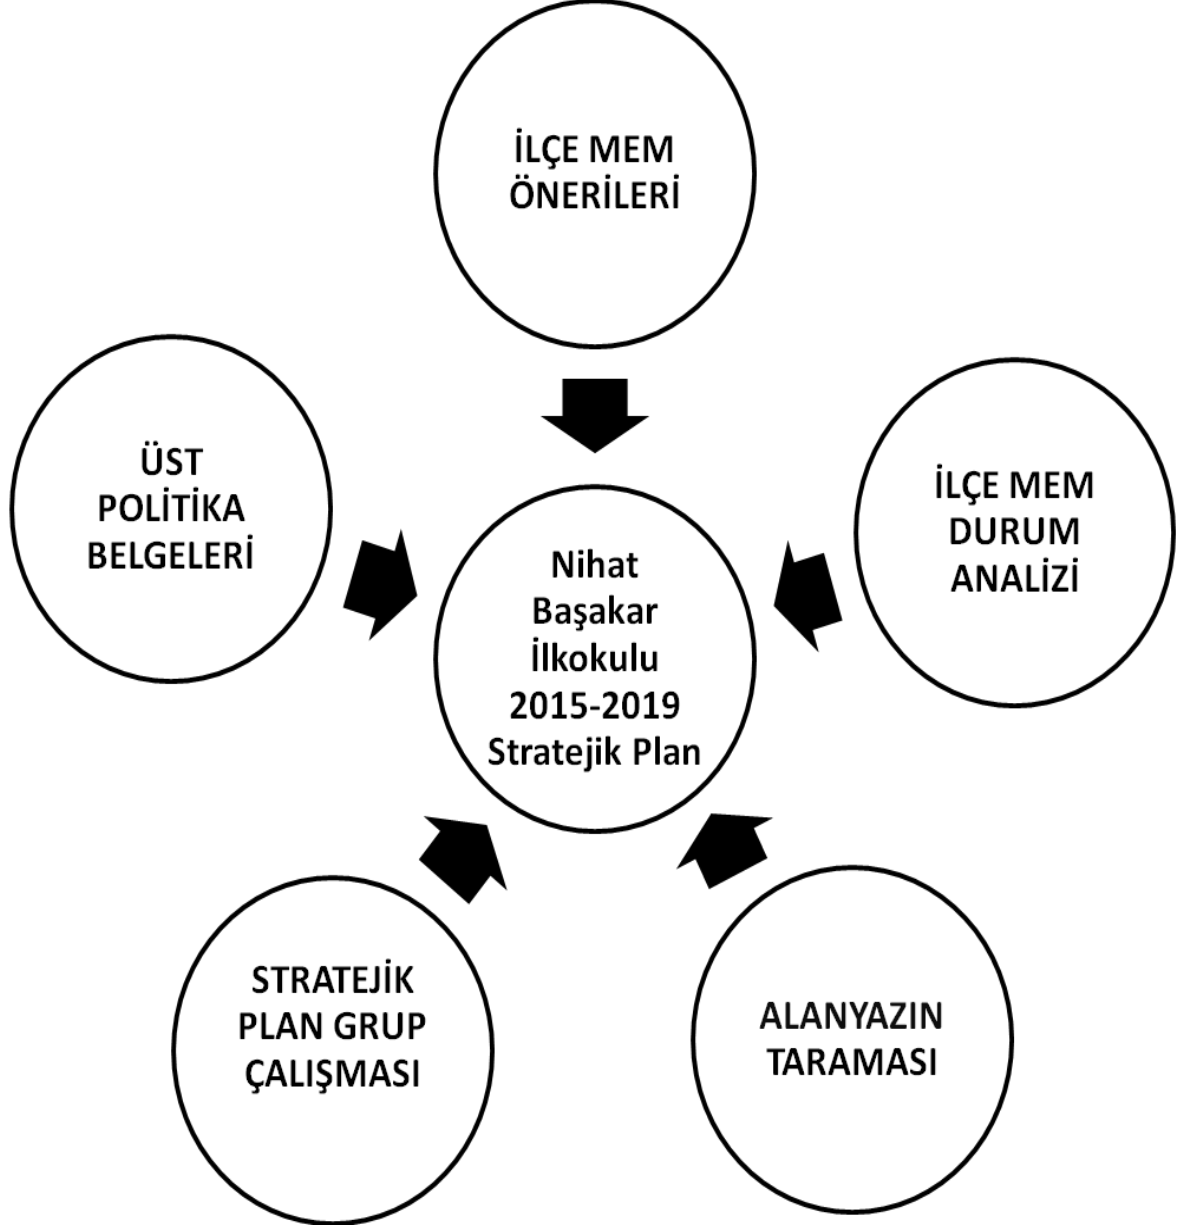 İLÇE MEM
ÖNERİLERİ
ÜST
POLİTİKA
BELGELERİ
İLÇE MEM
DURUM
ANALİZİ
Nihat
Başakar
İlkokulu
2015-2019
Stratejik Plan
STRATEJİK
PLAN GRUP
ÇALIŞMASI
ALANYAZIN
TARAMASI